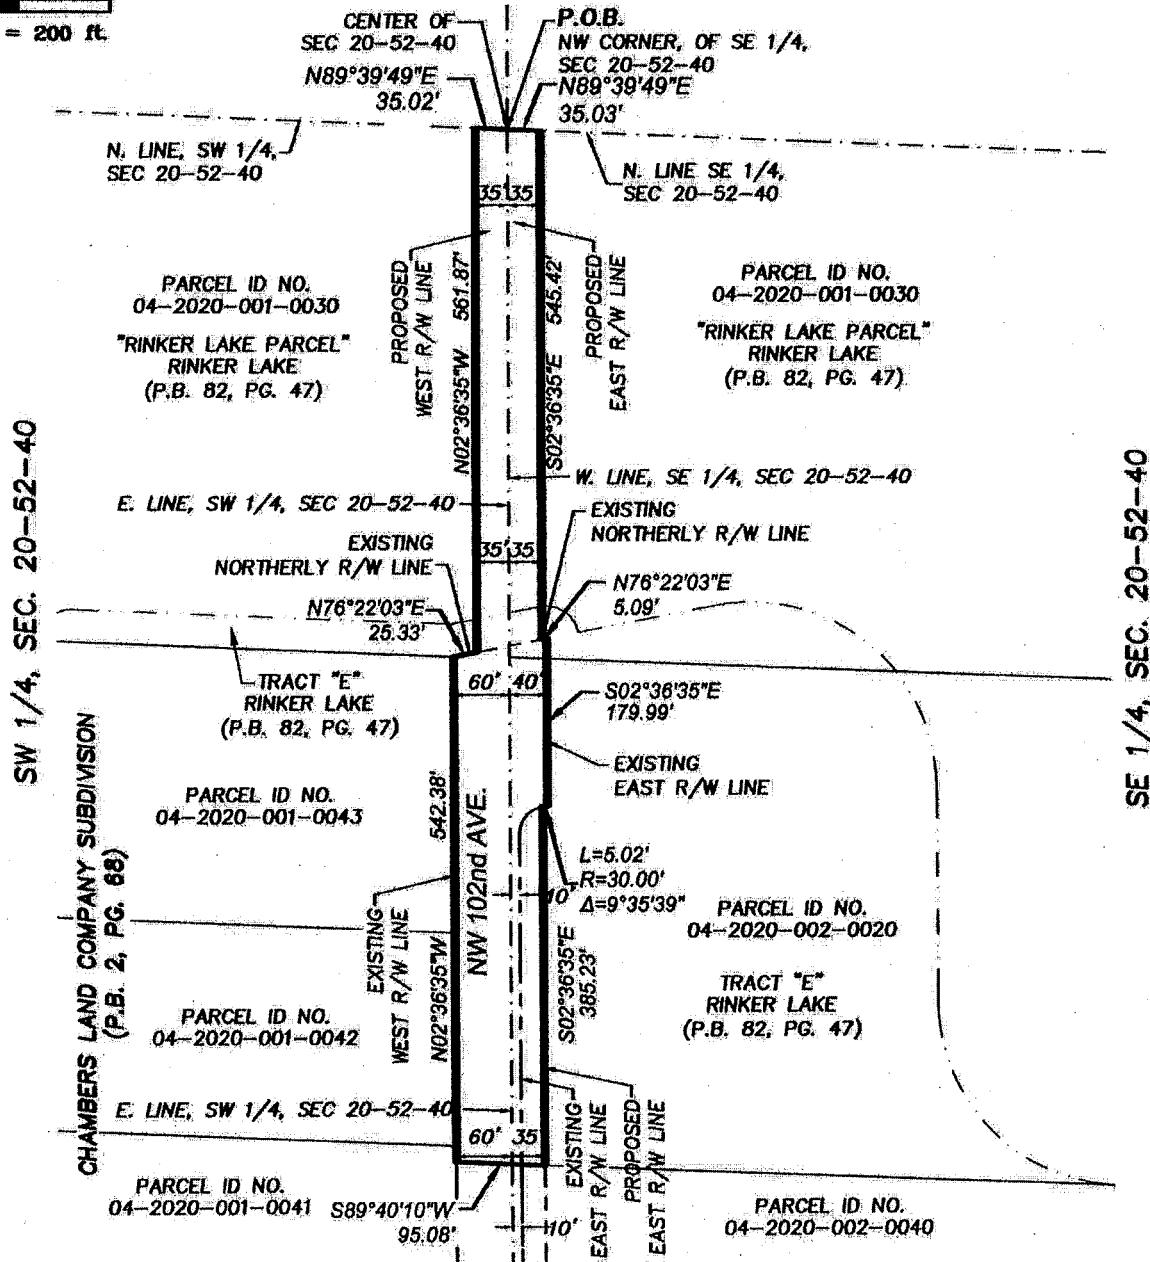 = 200 ft.
CENTER OF
SEC 20-52-40
P.O.B.
NW CORNER, OF SE 1/4,
SEC 20-52-40
N89°39'49"E
35.02'
N89°39'49"E
35.03'
N. LINE, SW 1/4,
SEC 20-52-40
N. LINE SE 1/4,
SEC 20-52-40
35' 35
PROPOSED
WEST R/W LINE
N02°36'35"W 561.87'
S02°36'35"E 545.42'
PROPOSED
EAST R/W LINE
PARCEL ID NO.
04-2020-001-0030
"RINKER LAKE PARCEL"
RINKER LAKE
(P.B. 82, PG. 47)
PARCEL ID NO.
04-2020-001-0030
"RINKER LAKE PARCEL"
RINKER LAKE
(P.B. 82, PG. 47)
SW 1/4, SEC. 20-52-40
SE 1/4, SEC. 20-52-40
W. LINE, SE 1/4, SEC 20-52-40
E. LINE, SW 1/4, SEC 20-52-40
EXISTING
NORTHERLY R/W LINE
EXISTING
NORTHERLY R/W LINE
35' 35
N76°22'03"E
25.33'
N76°22'03"E
5.09'
TRACT "E"
RINKER LAKE
(P.B. 82, PG. 47)
60' 40'
S02°36'35"E
179.99'
EXISTING
EAST R/W LINE
CHAMBERS LAND COMPANY SUBDIVISION
(P.B. 2, PG. 68)
PARCEL ID NO.
04-2020-001-0043
542.38'
NW 102nd AVE.
L=5.02'
R=30.00'
Δ=9°35'39"
10'
PARCEL ID NO.
04-2020-002-0020
EXISTING
WEST R/W LINE
N02°36'35"W
S02°36'35"E
385.23'
TRACT "E"
RINKER LAKE
(P.B. 82, PG. 47)
PARCEL ID NO.
04-2020-001-0042
E. LINE, SW 1/4, SEC 20-52-40
60' 35
EXISTING
EAST R/W LINE
PROPOSED
EAST R/W LINE
PARCEL ID NO.
04-2020-001-0041
S89°40'10"W
95.08'
10'
PARCEL ID NO.
04-2020-002-0040